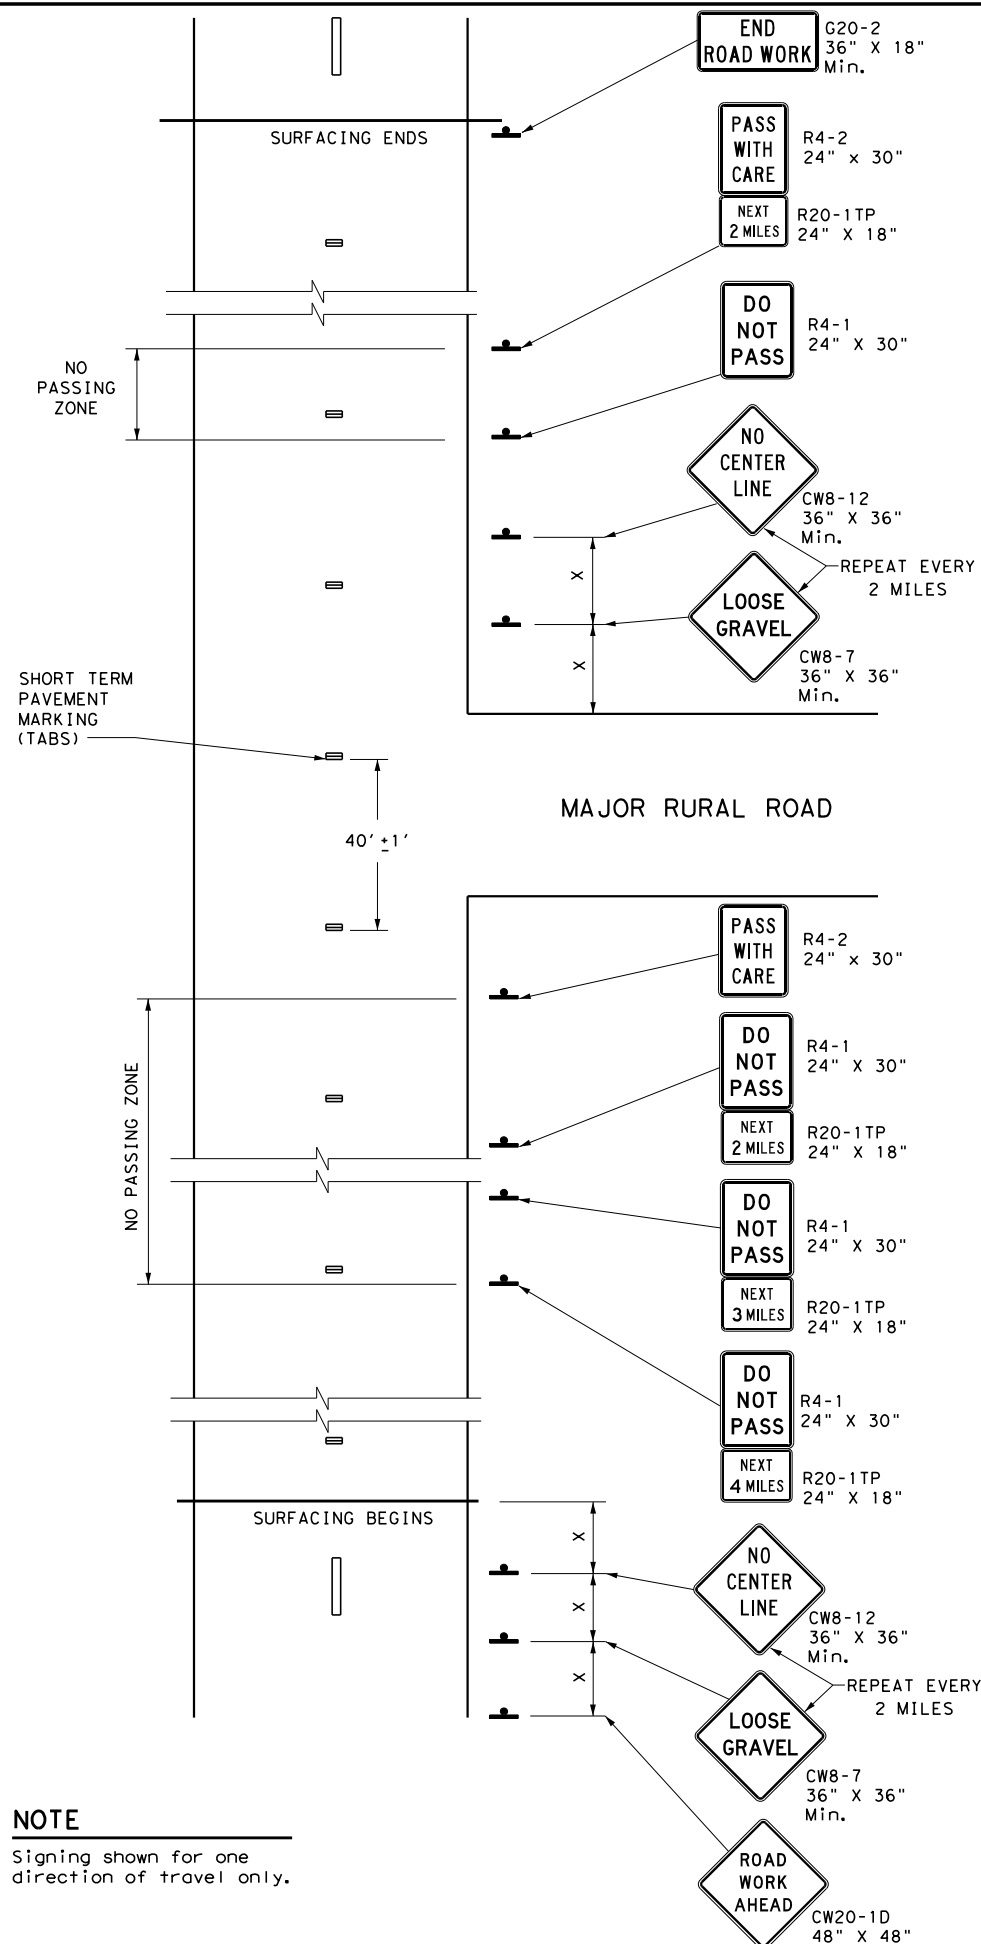 END
ROAD WORK
G20-2
36" X 18"
Min.
SURFACING ENDS
PASS
WITH
CARE
R4-2
24" x 30"
NEXT
2 MILES
R20-1TP
24" X 18"
DO
NOT
PASS
R4-1
24" X 30"
NO
PASSING
ZONE
NO
CENTER
LINE
CW8-12
36" X 36"
Min.
REPEAT EVERY
2 MILES
X
LOOSE
GRAVEL
CW8-7
36" X 36"
Min.
X
SHORT TERM
PAVEMENT
MARKING
(TABS)
MAJOR RURAL ROAD
40' ±1'
PASS
WITH
CARE
R4-2
24" x 30"
DO
NOT
PASS
R4-1
24" X 30"
NEXT
2 MILES
R20-1TP
24" X 18"
NO PASSING ZONE
DO
NOT
PASS
R4-1
24" X 30"
NEXT
3 MILES
R20-1TP
24" X 18"
DO
NOT
PASS
R4-1
24" X 30"
NEXT
4 MILES
R20-1TP
24" X 18"
SURFACING BEGINS
X
NO
CENTER
LINE
CW8-12
36" X 36"
Min.
X
REPEAT EVERY
2 MILES
X
LOOSE
GRAVEL
CW8-7
36" X 36"
Min.
NOTE
Signing shown for one
direction of travel only.
ROAD
WORK
AHEAD
CW20-1D
48" X 48"